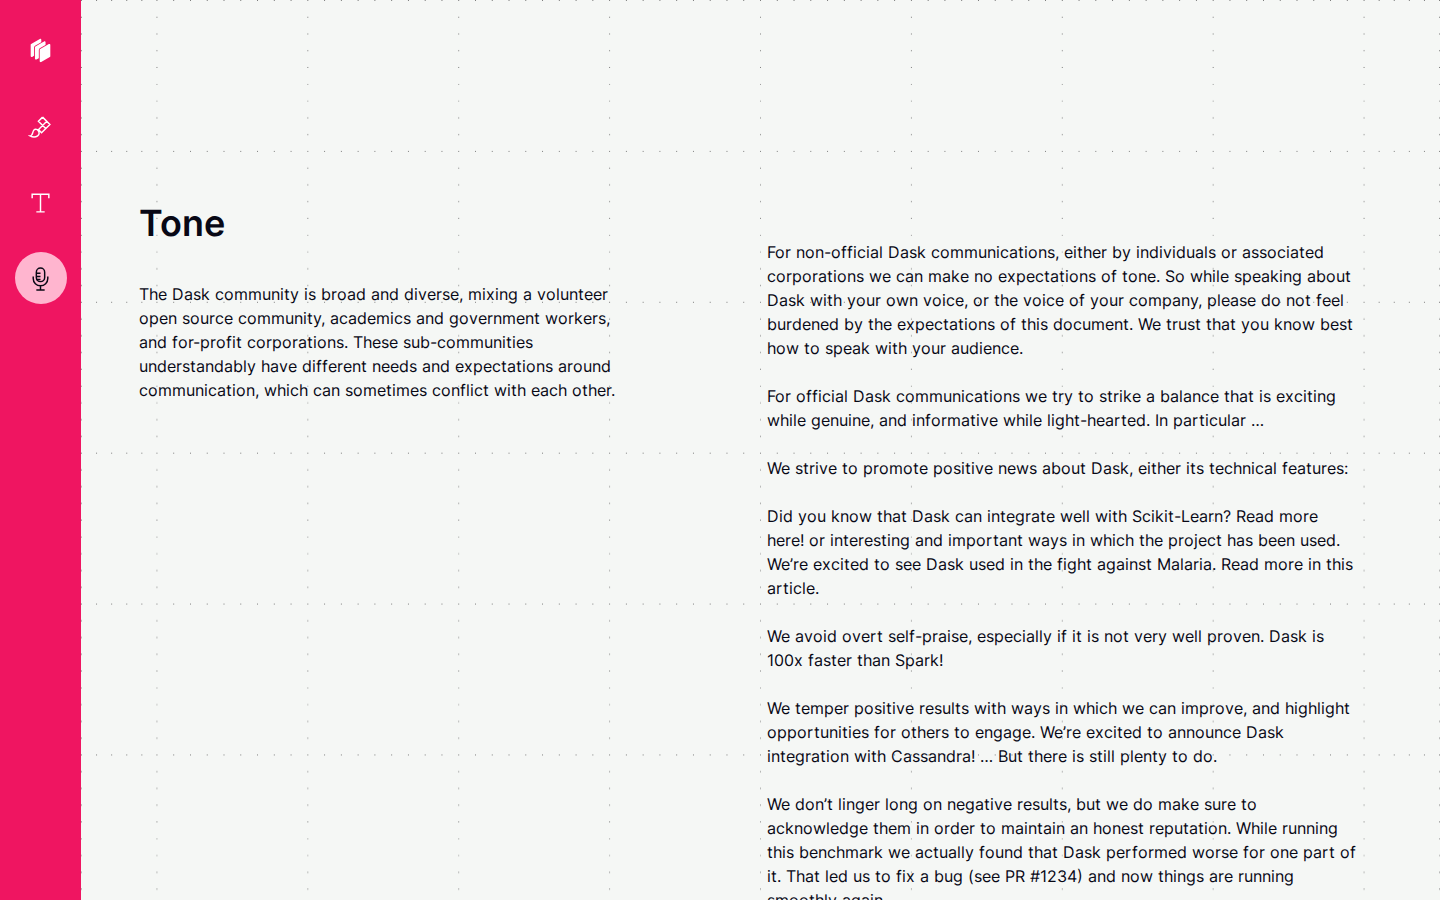 Tone
The Dask community is broad and diverse, mixing a volunteer
open source community, academics and government workers,
and for-profit corporations. These sub-communities
understandably have different needs and expectations around
communication, which can sometimes conflict with each other.
For non-official Dask communications, either by individuals or associated
corporations we can make no expectations of tone. So while speaking about
Dask with your own voice, or the voice of your company, please do not feel
burdened by the expectations of this document. We trust that you know best
how to speak with your audience.
For official Dask communications we try to strike a balance that is exciting
while genuine, and informative while light-hearted. In particular ...
We strive to promote positive news about Dask, either its technical features:
Did you know that Dask can integrate well with Scikit-Learn? Read more
here! or interesting and important ways in which the project has been used.
We’re excited to see Dask used in the fight against Malaria. Read more in this
article.
We avoid overt self-praise, especially if it is not very well proven. Dask is
100x faster than Spark!
We temper positive results with ways in which we can improve, and highlight
opportunities for others to engage. We’re excited to announce Dask
integration with Cassandra! ... But there is still plenty to do.
We don’t linger long on negative results, but we do make sure to
acknowledge them in order to maintain an honest reputation. While running
this benchmark we actually found that Dask performed worse for one part of
it. That led us to fix a bug (see PR #1234) and now things are running
smoothly again